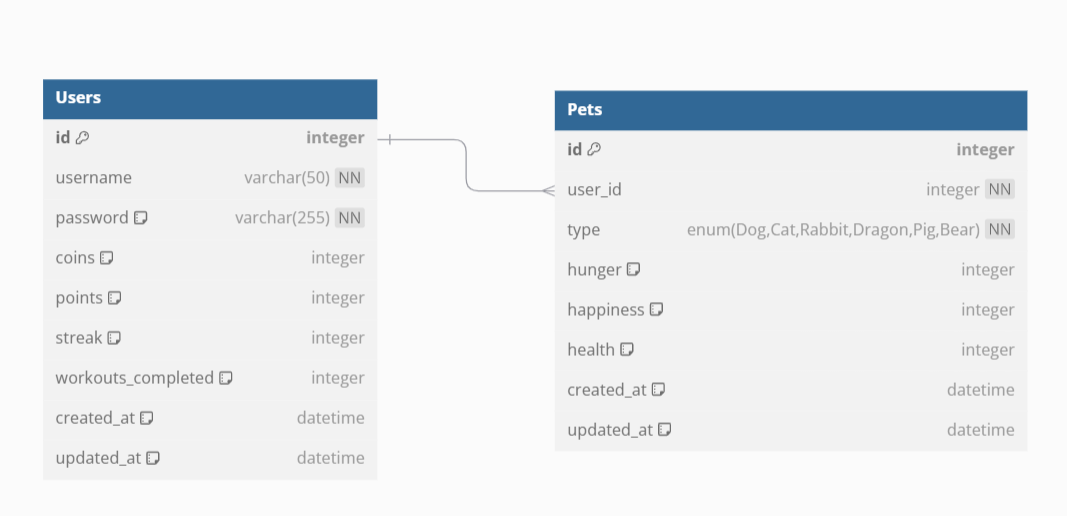 Users
id integer
username varchar(50) NN
password varchar(255) NN
coins integer
points integer
streak integer
workouts_completed integer
created_at datetime
updated_at datetime
Pets
id integer
user_id integer NN
type enum(Dog,Cat,Rabbit,Dragon,Pig,Bear) NN
hunger integer
happiness integer
health integer
created_at datetime
updated_at datetime